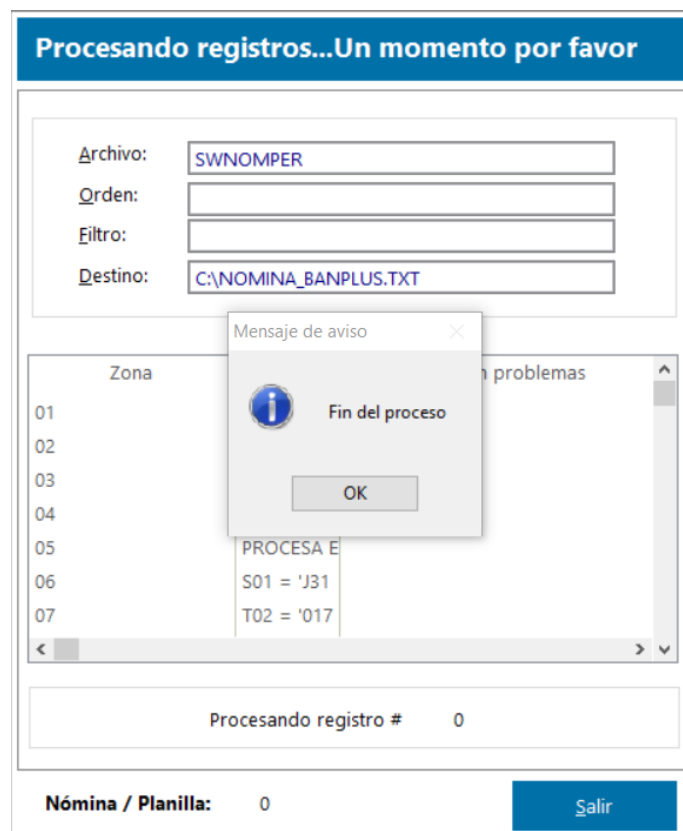 Procesando registros...Un momento por favor
Archivo: SWNOMPER
Orden:
Filtro:
Destino: C:\NOMINA_BANPLUS.TXT
Mensaje de aviso
Zona problemas
Fin del proceso
01
02
03
OK
04
05 PROCESA E
06 S01 = 'J31
07 T02 = '017
Procesando registro # 0
Nómina / Planilla: 0
Salir